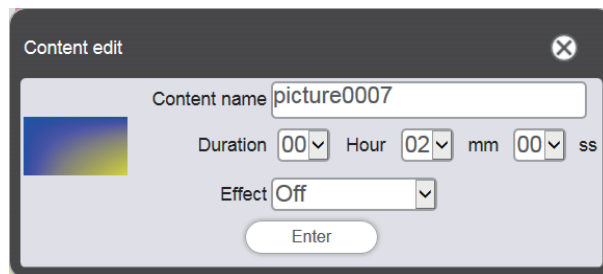 Content edit
Content name picture0007
Duration 00 Hour 02 mm 00 ss
Effect Off
Enter